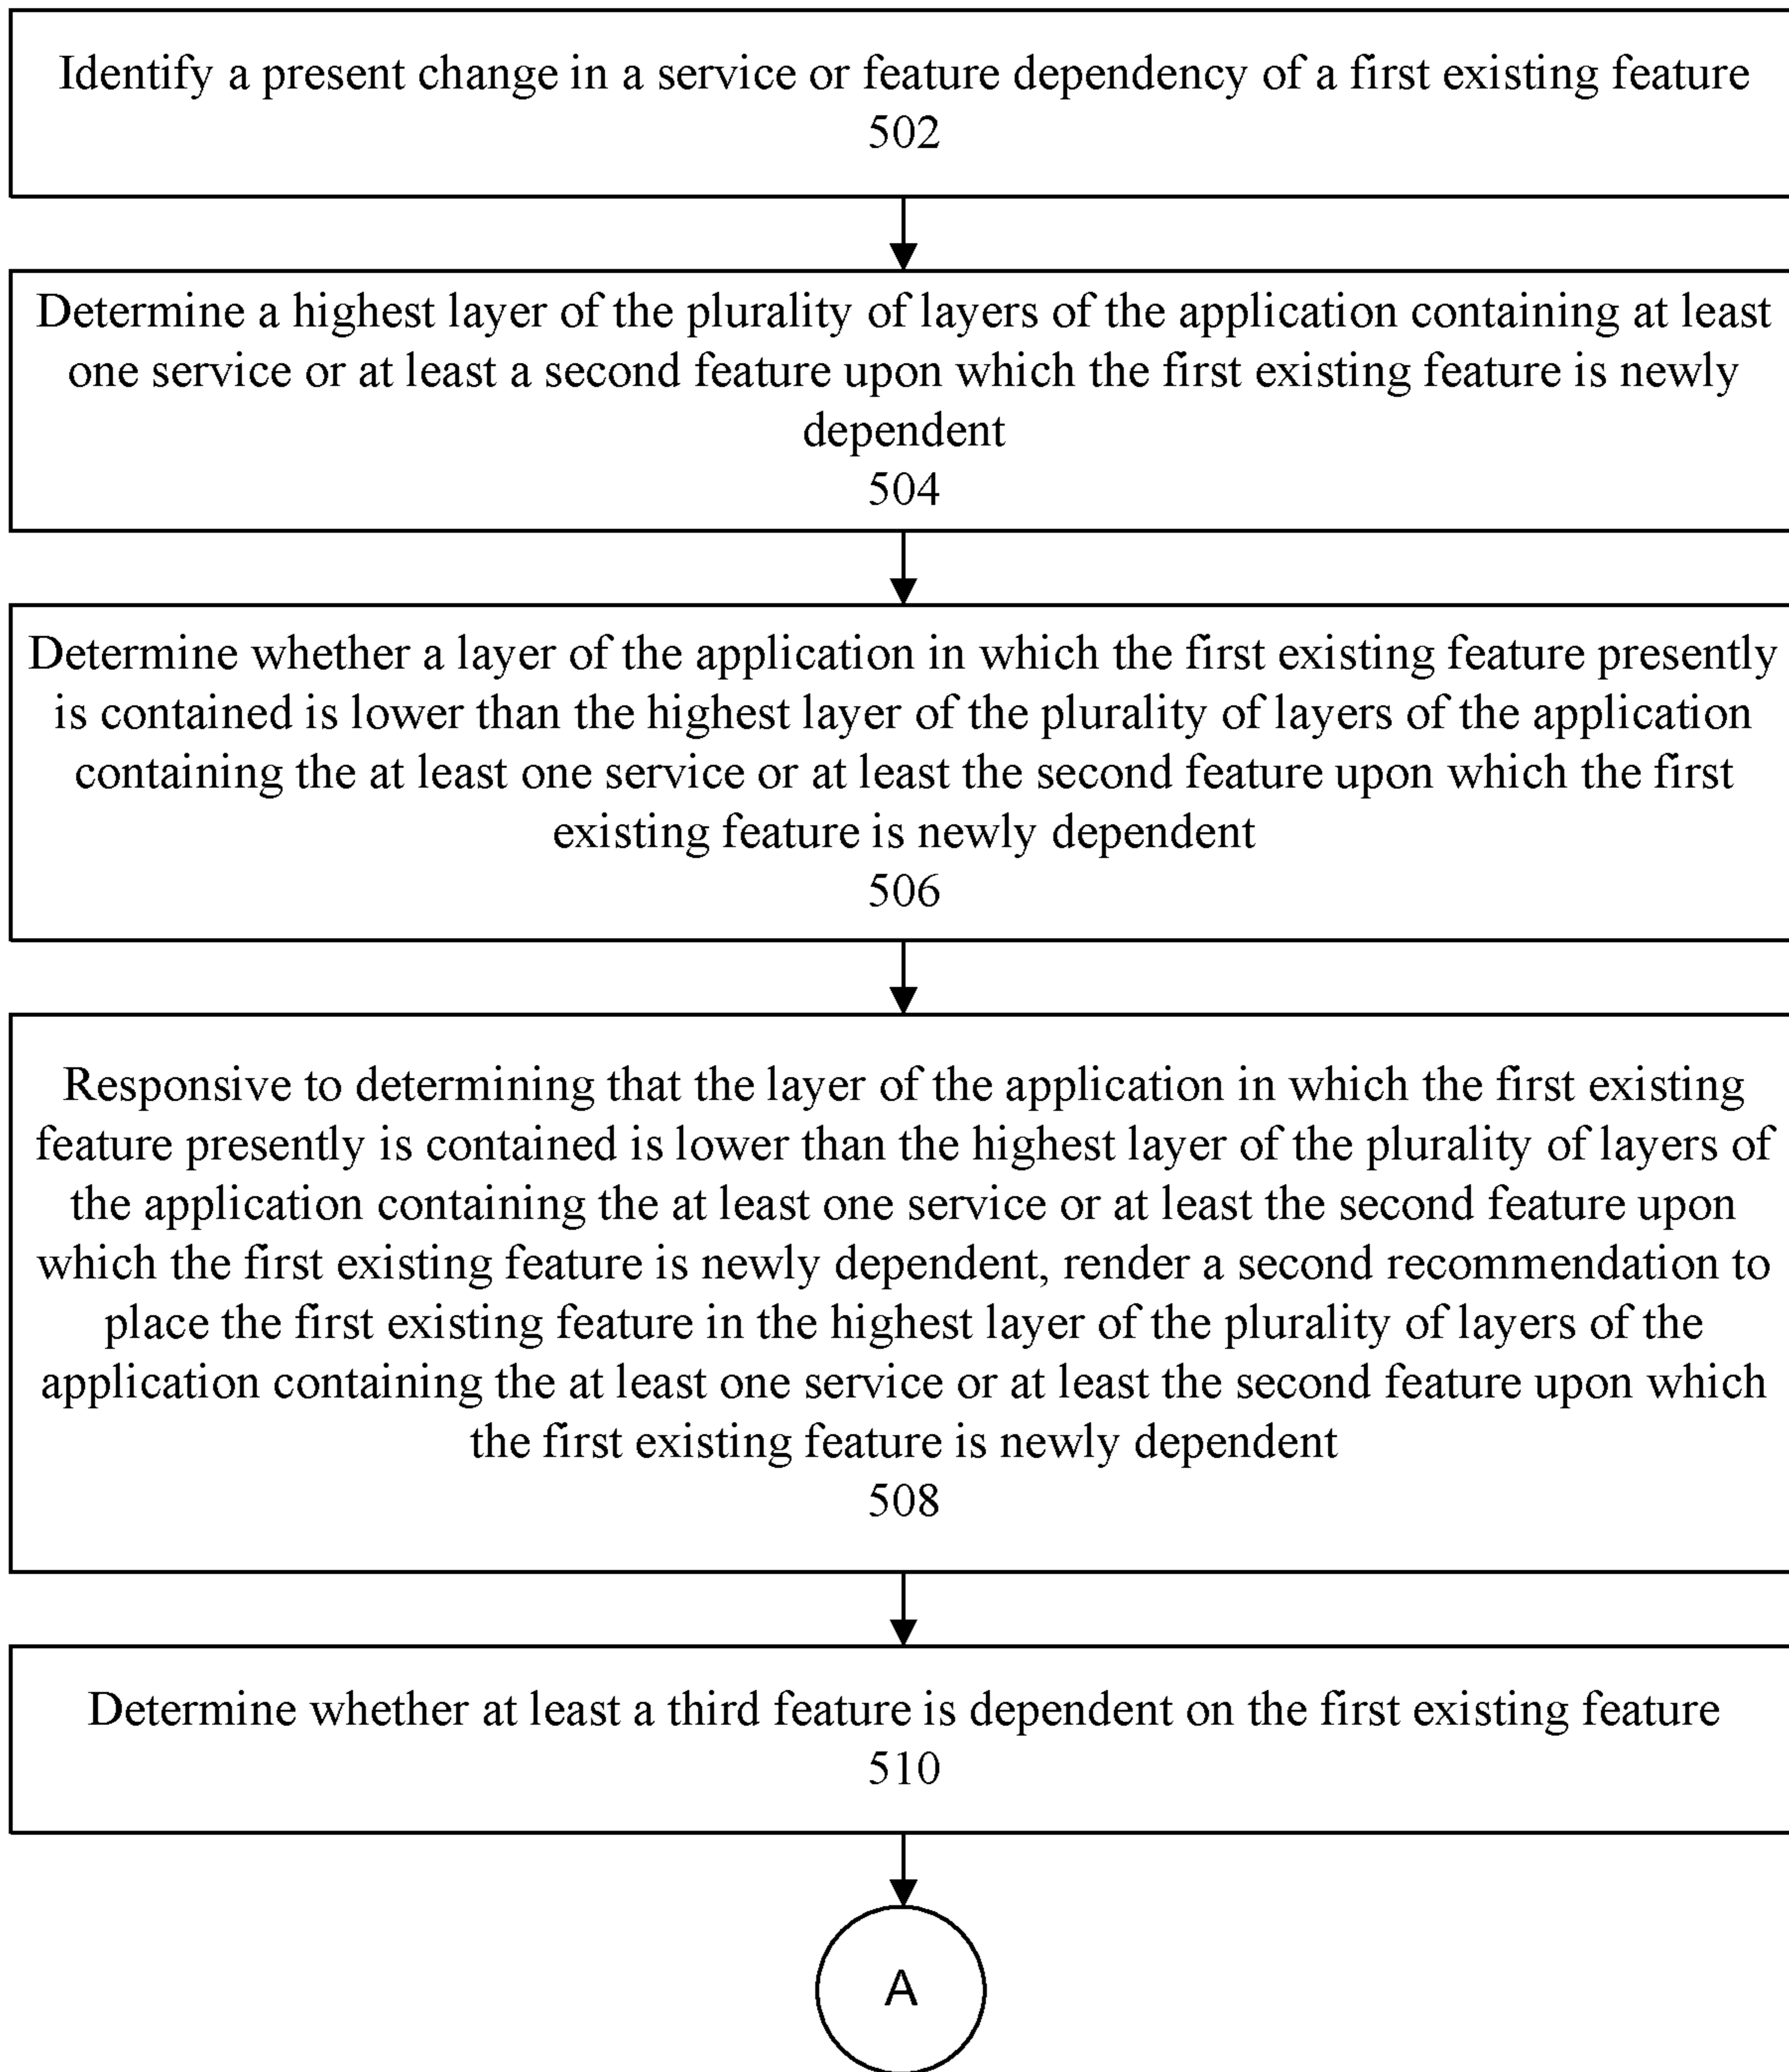 Identify a present change in a service or feature dependency of a first existing feature
502
Determine a highest layer of the plurality of layers of the application containing at least
one service or at least a second feature upon which the first existing feature is newly
dependent
504
Determine whether a layer of the application in which the first existing feature presently
is contained is lower than the highest layer of the plurality of layers of the application
containing the at least one service or at least the second feature upon which the first
existing feature is newly dependent
506
Responsive to determining that the layer of the application in which the first existing
feature presently is contained is lower than the highest layer of the plurality of layers of
the application containing the at least one service or at least the second feature upon
which the first existing feature is newly dependent, render a second recommendation to
place the first existing feature in the highest layer of the plurality of layers of the
application containing the at least one service or at least the second feature upon which
the first existing feature is newly dependent
508
Determine whether at least a third feature is dependent on the first existing feature
510
A